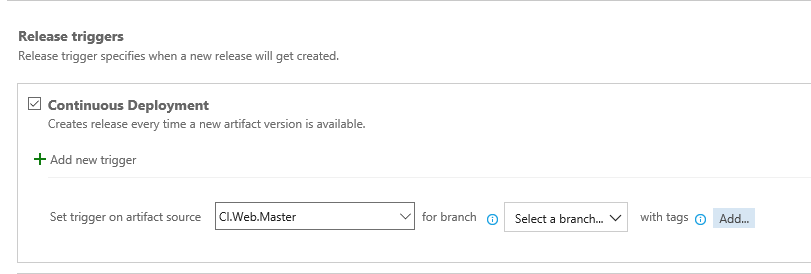 Release triggers
Release trigger specifies when a new release will get created.
Continuous Deployment
Creates release every time a new artifact version is available.
Add new trigger
Set trigger on artifact source CI.Web.Master for branch Select a branch... with tags Add...